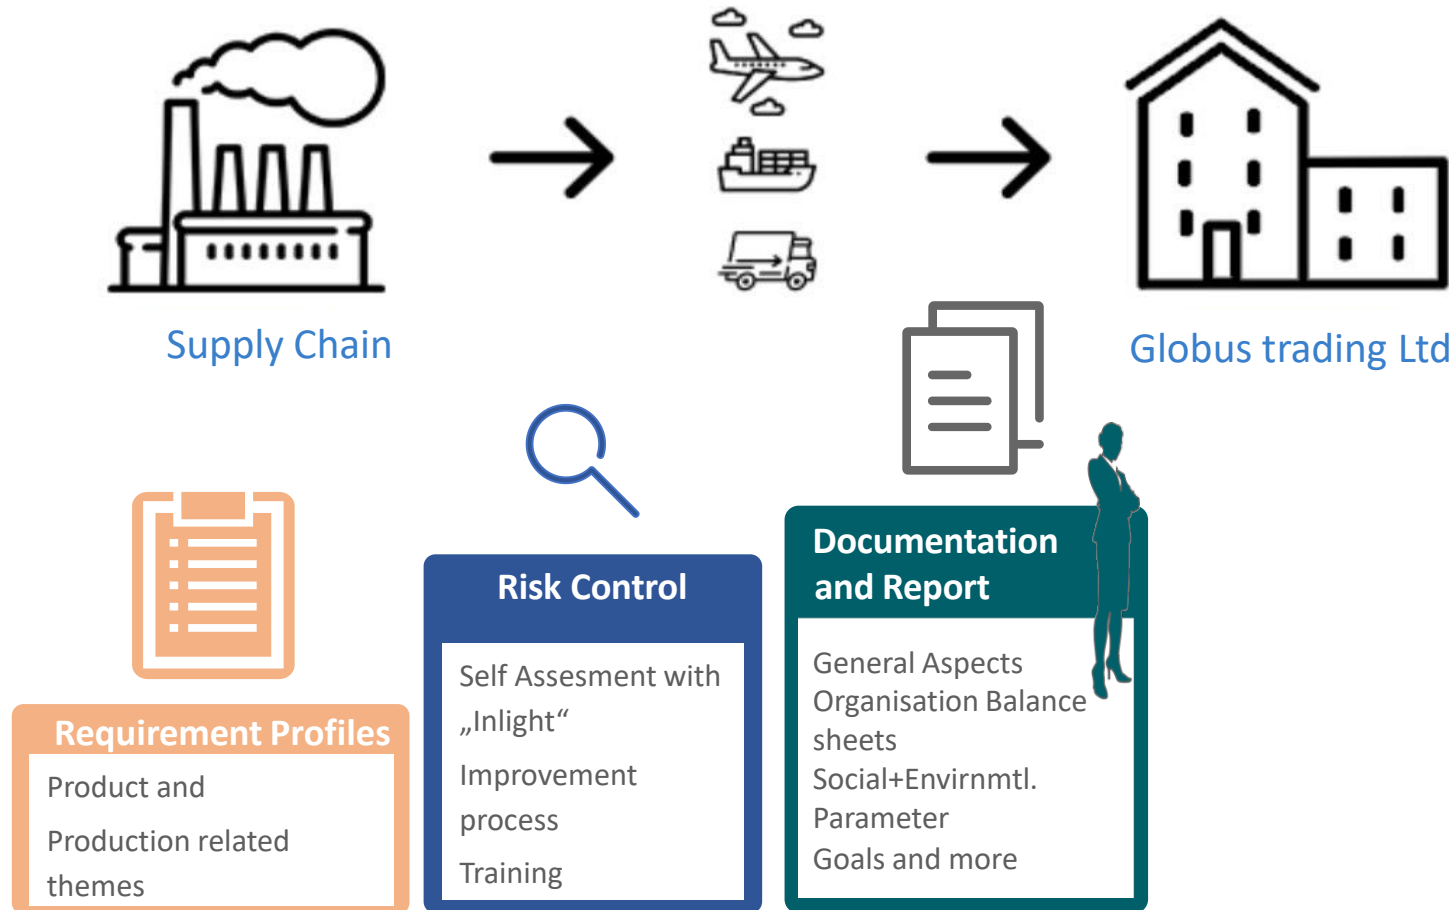 Supply Chain
Globus trading Ltd
Requirement Profiles
Product and
Production related
themes
Risk Control
Self Assesment with
„Inlight“
Improvement
process
Training
Documentation
and Report
General Aspects
Organisation Balance
sheets
Social+Envirnmtl.
Parameter
Goals and more